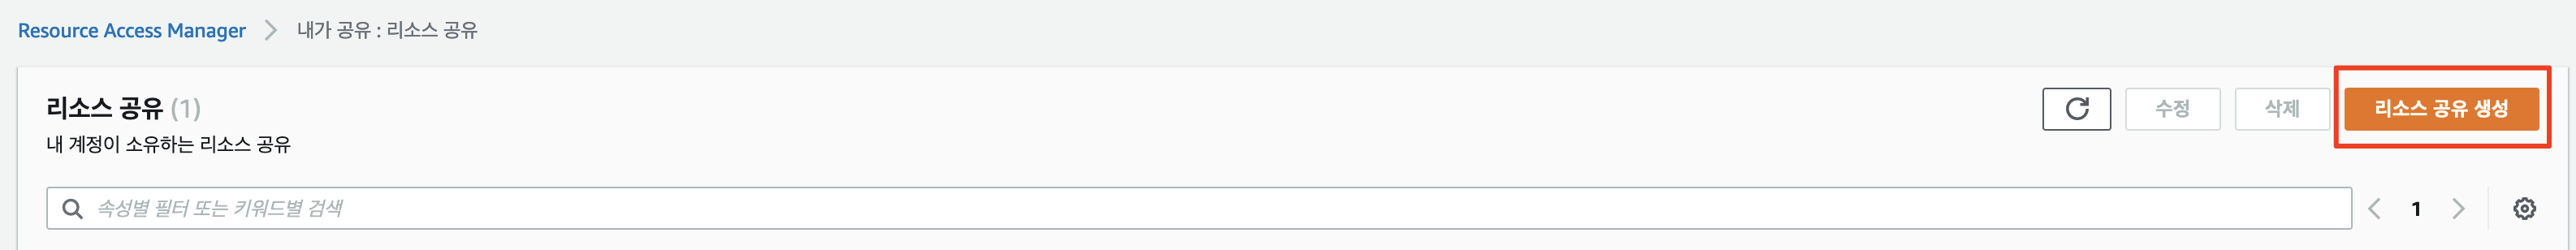 Resource Access Manager > 내가 공유 : 리소스 공유
리소스 공유 (1)
수정 삭제 리소스 공유 생성
내 계정이 소유하는 리소스 공유
속성별 필터 또는 키워드별 검색
1